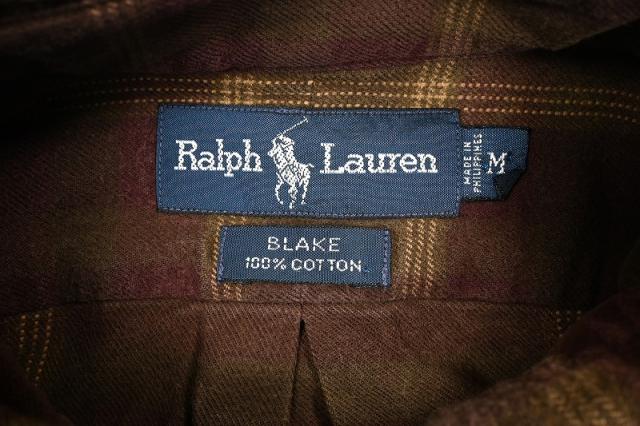 Ralph Lauren
MADE IN
PHILIPPINES
M
BLAKE
100% COTTON